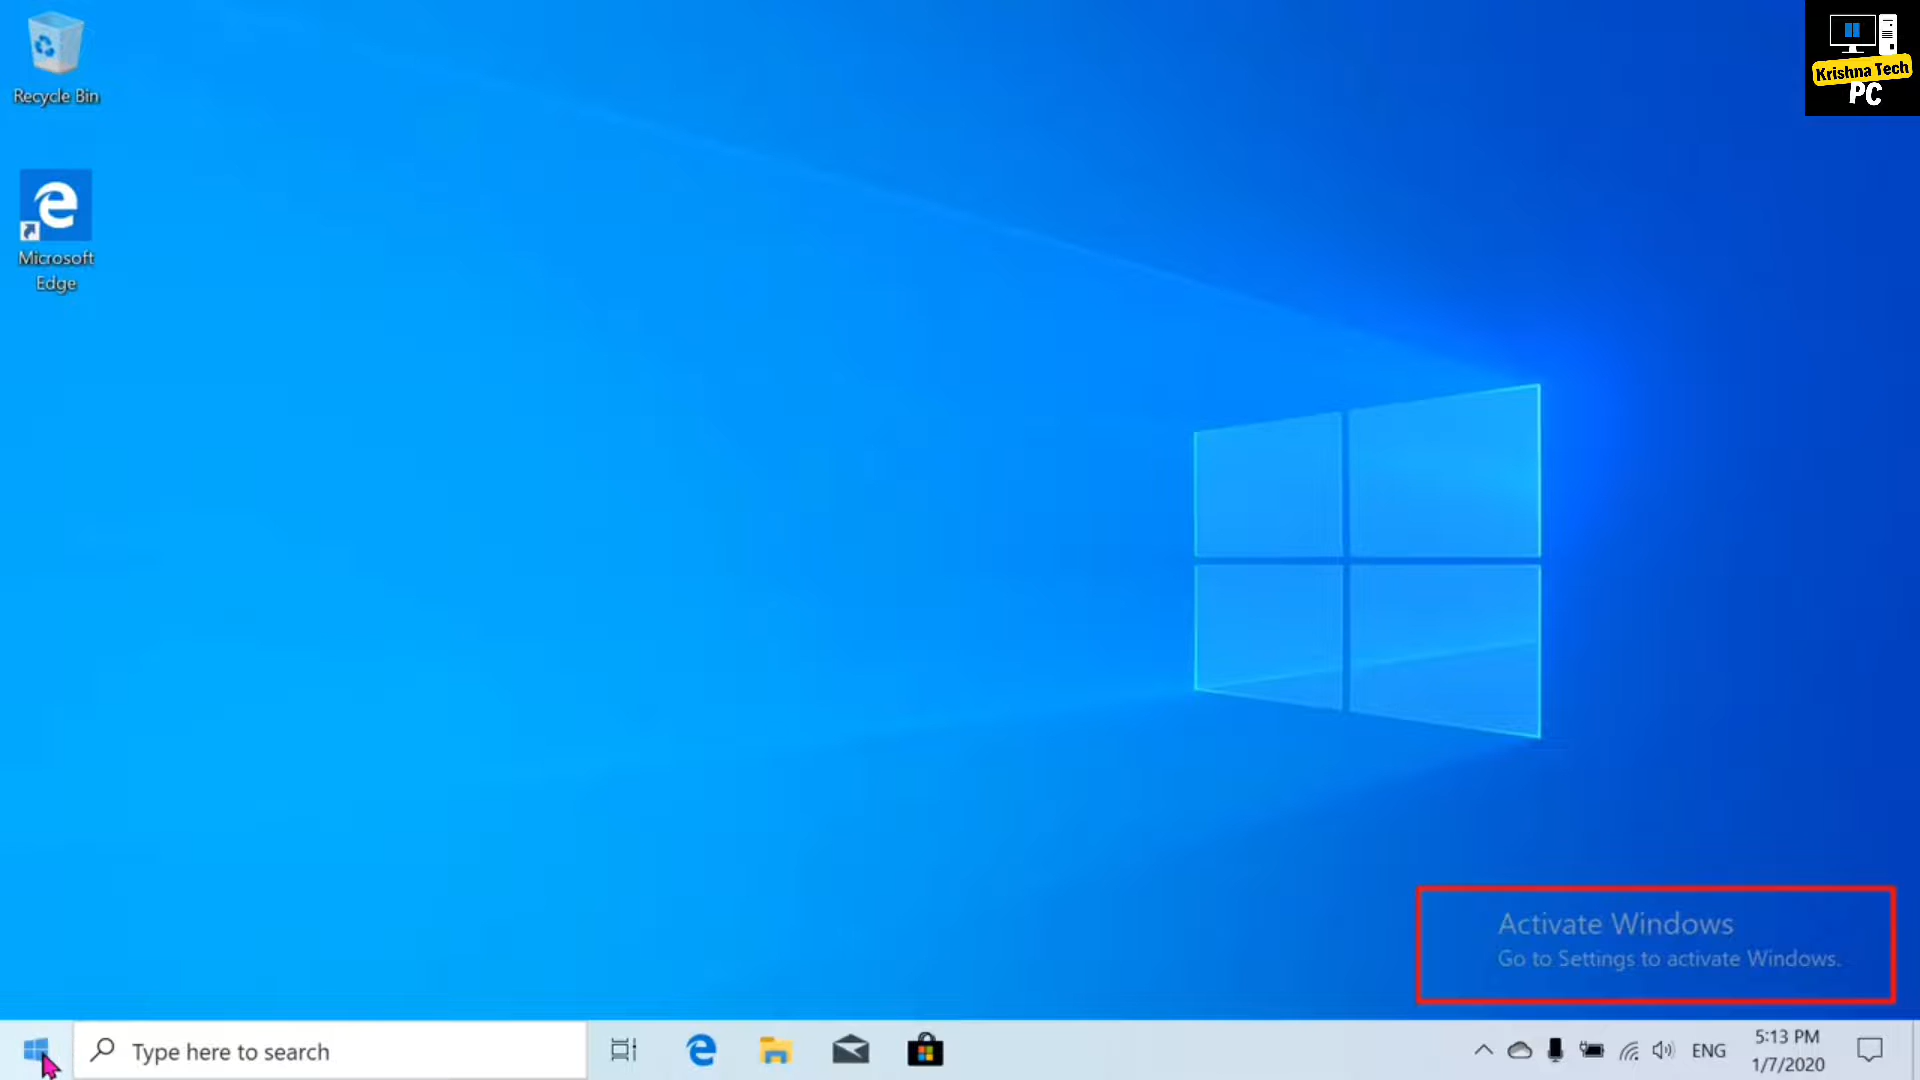 Recycle Bin
Microsoft
Edge
Krishna Tech
PC
Activate Windows
Go to Settings to activate Windows.
Type here to search
ENG
5:13 PM
1/7/2020